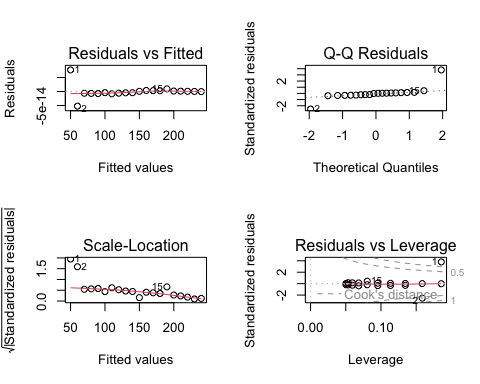 Residuals vs Fitted
Residuals
-5e-14
1
2
15
50 100 150 200
Fitted values
Q-Q Residuals
Standardized residuals
-2 2
1
2
15
-2 -1 0 1 2
Theoretical Quantiles
Scale-Location
√|Standardized residuals|
0.0 1.5
1
2
15
50 100 150 200
Fitted values
Residuals vs Leverage
Standardized residuals
-2 2
1
2
15
Cook's distance
0.5
1
0.00 0.10
Leverage